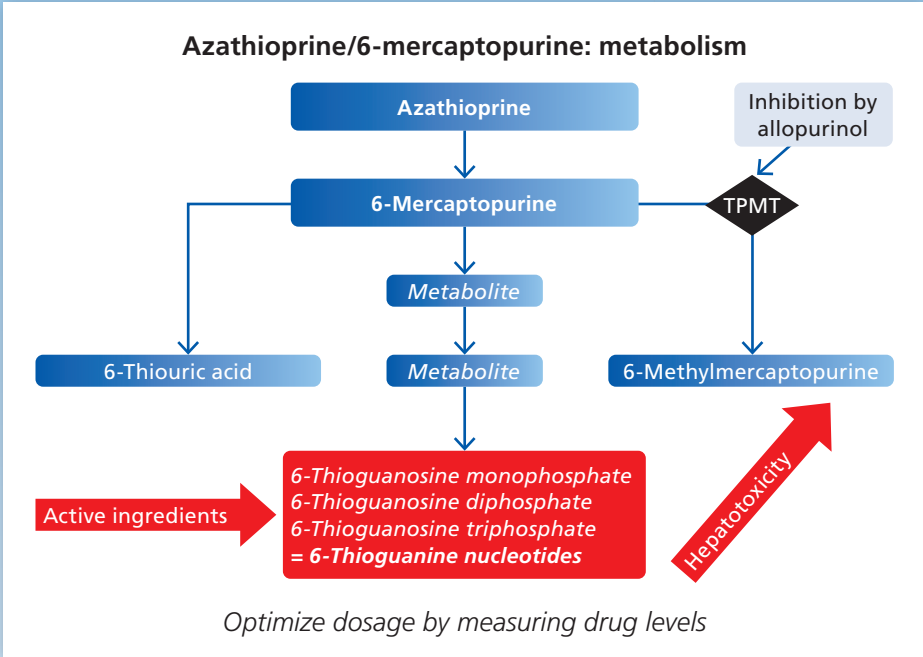 Azathioprine/6-mercaptopurine: metabolism
Azathioprine
Inhibition by
allopurinol
6-Mercaptopurine
TPMT
Metabolite
6-Thiouric acid
Metabolite
6-Methylmercaptopurine
6-Thioguanosine monophosphate
6-Thioguanosine diphosphate
6-Thioguanosine triphosphate
= 6-Thioguanine nucleotides
Active ingredients
Hepatotoxicity
Optimize dosage by measuring drug levels